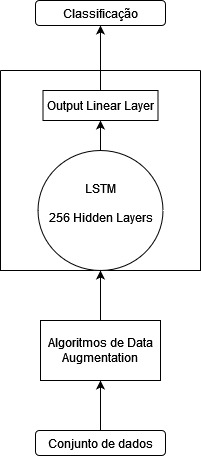 Classificação
Output Linear Layer
LSTM
256 Hidden Layers
Algoritmos de Data
Augmentation
Conjunto de dados